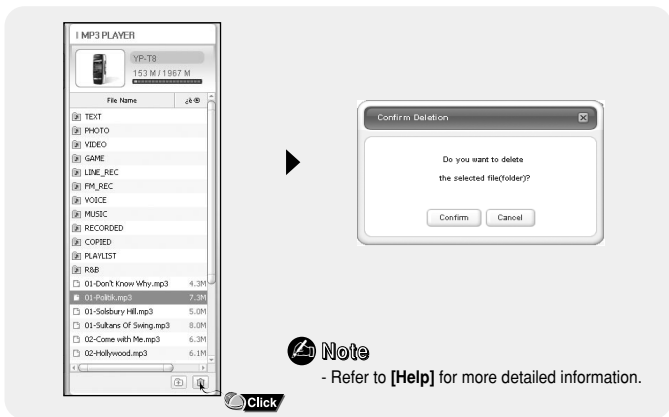 I MP3 PLAYER
YP-T8
153 M / 1967 M
File Name ¿ë·®
TEXT
PHOTO
VIDEO
GAME
LINE_REC
FM_REC
VOICE
MUSIC
RECORDED
COPIED
PLAYLIST
R&B
01-Don't Know Why.mp3 4.3M
01-Politik.mp3 7.3M
01-Solsbury Hill.mp3 5.0M
01-Sultans Of Swing.mp3 8.0M
02-Come with Me.mp3 6.3M
02-Hollywood.mp3 6.1M
Click
Confirm Deletion
Do you want to delete
the selected file(folder)?
Confirm Cancel
Note
- Refer to [Help] for more detailed information.